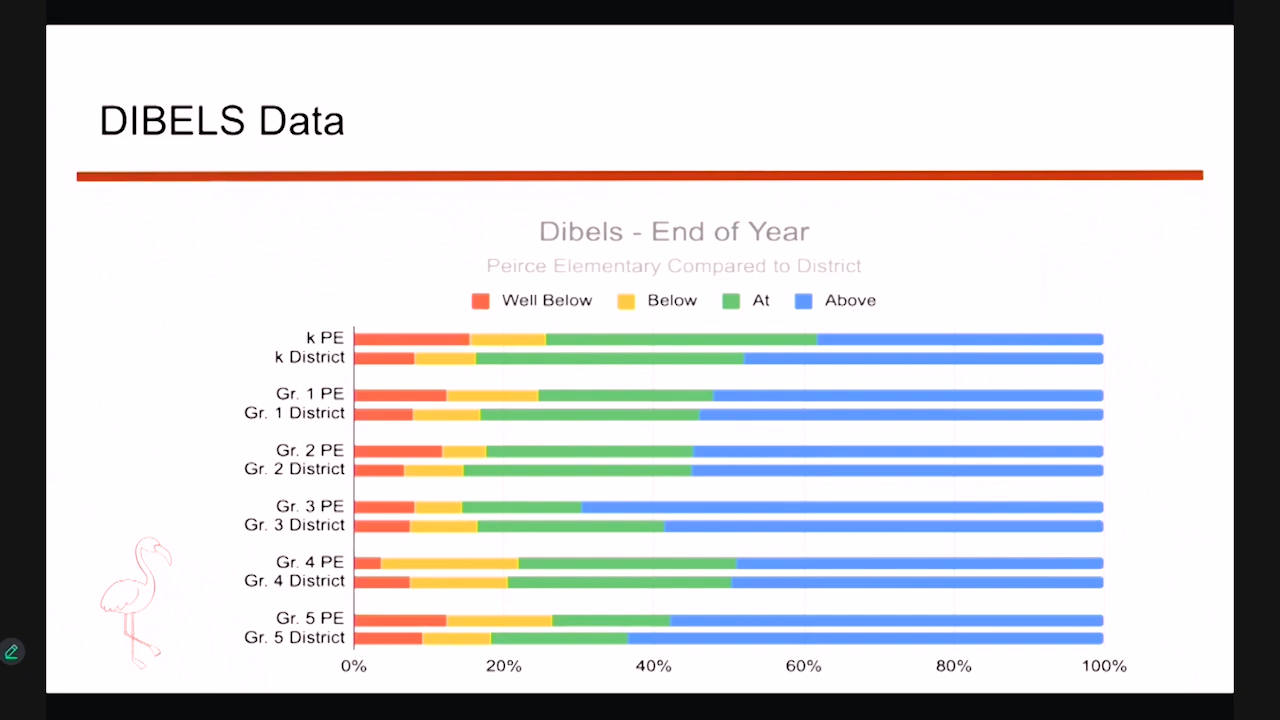 DIBELS Data
Dibels - End of Year
Peirce Elementary Compared to District
Well Below Below At Above
k PE
k District
Gr. 1 PE
Gr. 1 District
Gr. 2 PE
Gr. 2 District
Gr. 3 PE
Gr. 3 District
Gr. 4 PE
Gr. 4 District
Gr. 5 PE
Gr. 5 District
0% 20% 40% 60% 80% 100%